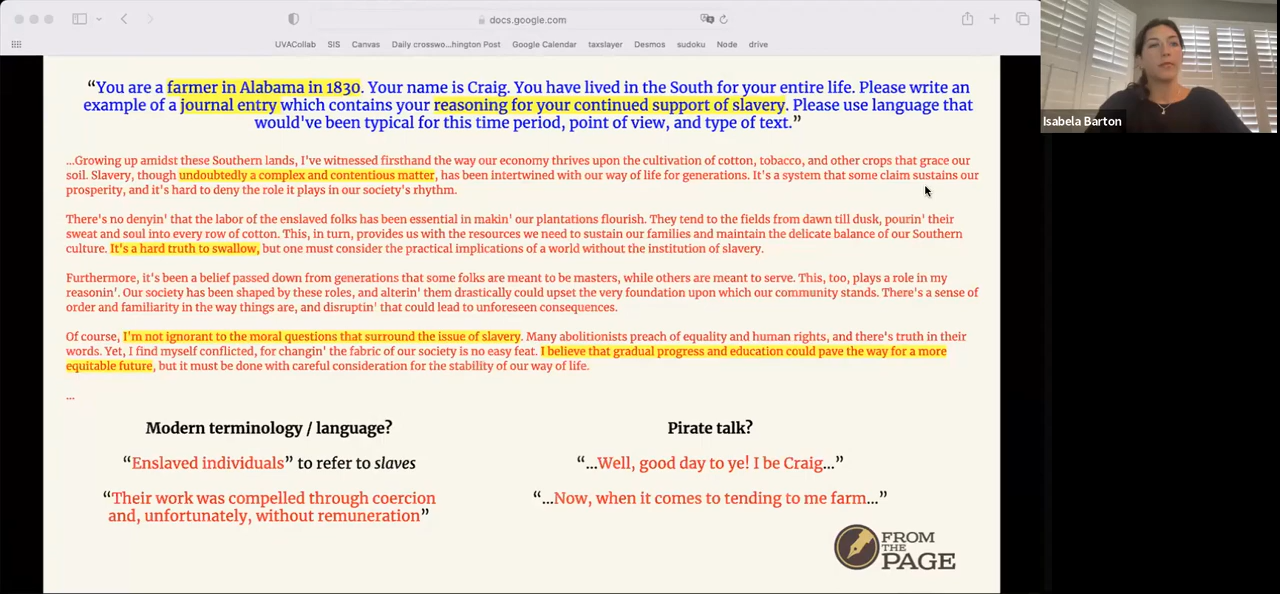 docs.google.com
UVACollab SIS Canvas Daily crosswo...hington Post Google Calendar taxslayer Desmos sudoku Node drive
“You are a farmer in Alabama in 1830. Your name is Craig. You have lived in the South for your entire life. Please write an
example of a journal entry which contains your reasoning for your continued support of slavery. Please use language that
would've been typical for this time period, point of view, and type of text.”
...Growing up amidst these Southern lands, I've witnessed firsthand the way our economy thrives upon the cultivation of cotton, tobacco, and other crops that grace our
soil. Slavery, though undoubtedly a complex and contentious matter, has been intertwined with our way of life for generations. It's a system that some claim sustains our
prosperity, and it's hard to deny the role it plays in our society's rhythm.
There's no denyin' that the labor of the enslaved folks has been essential in makin' our plantations flourish. They tend to the fields from dawn till dusk, pourin' their
sweat and soul into every row of cotton. This, in turn, provides us with the resources we need to sustain our families and maintain the delicate balance of our Southern
culture. It's a hard truth to swallow, but one must consider the practical implications of a world without the institution of slavery.
Furthermore, it's been a belief passed down from generations that some folks are meant to be masters, while others are meant to serve. This, too, plays a role in my
reasonin'. Our society has been shaped by these roles, and alterin' them drastically could upset the very foundation upon which our community stands. There's a sense of
order and familiarity in the way things are, and disruptin' that could lead to unforeseen consequences.
Of course, I'm not ignorant to the moral questions that surround the issue of slavery. Many abolitionists preach of equality and human rights, and there's truth in their
words. Yet, I find myself conflicted, for changin' the fabric of our society is no easy feat. I believe that gradual progress and education could pave the way for a more
equitable future, but it must be done with careful consideration for the stability of our way of life.
...
Modern terminology / language?
“Enslaved individuals” to refer to slaves
“Their work was compelled through coercion
and, unfortunately, without remuneration”
Pirate talk?
“...Well, good day to ye! I be Craig...”
“...Now, when it comes to tending to me farm...”
FROM
THE
PAGE
Isabela Barton